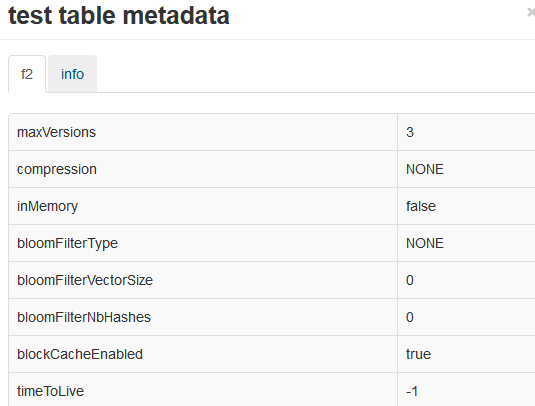 test table metadata
×
f2 info
maxVersions 3
compression NONE
inMemory false
bloomFilterType NONE
bloomFilterVectorSize 0
bloomFilterNbHashes 0
blockCacheEnabled true
timeToLive -1